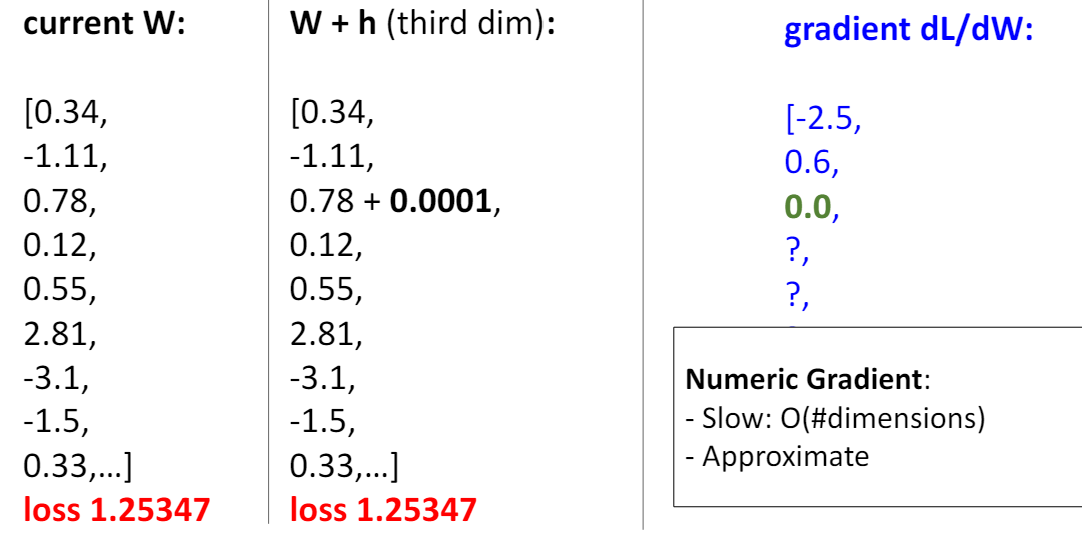 current W:
[0.34,
-1.11,
0.78,
0.12,
0.55,
2.81,
-3.1,
-1.5,
0.33,...]
loss 1.25347
W + h (third dim):
[0.34,
-1.11,
0.78 + 0.0001,
0.12,
0.55,
2.81,
-3.1,
-1.5,
0.33,...]
loss 1.25347
gradient dL/dW:
[-2.5,
0.6,
0.0,
?,
?,
Numeric Gradient:
- Slow: O(#dimensions)
- Approximate